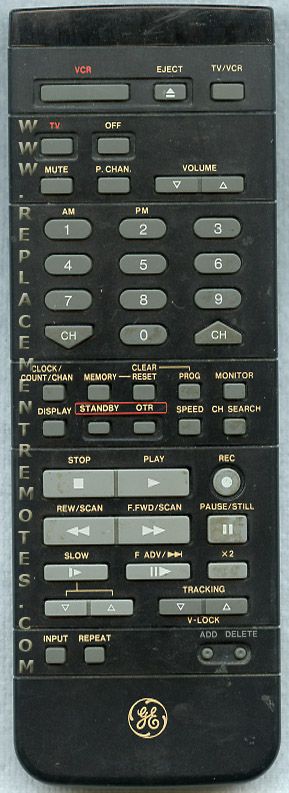 VCR EJECT TV/VCR
TV OFF
MUTE P.CHAN. VOLUME
AM PM
1 2 3
4 5 6
7 8 9
CH 0 CH
CLOCK/
COUNT/CHAN MEMORY CLEAR
RESET PROG MONITOR
DISPLAY STANDBY OTR SPEED CH SEARCH
STOP PLAY REC
REW/SCAN F.FWD/SCAN PAUSE/STILL
SLOW F ADV/ ×2
TRACKING
V-LOCK
INPUT REPEAT ADD DELETE
GE
WWW.REPLACEMENTREMOTES.COM